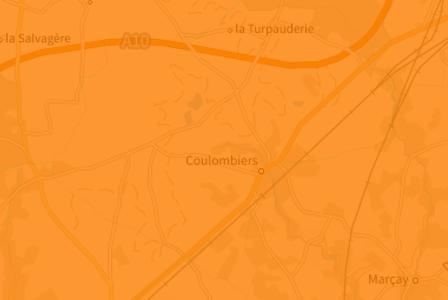 la Turpauderie
la Salvagère
A10
Coulombiers
Marçay